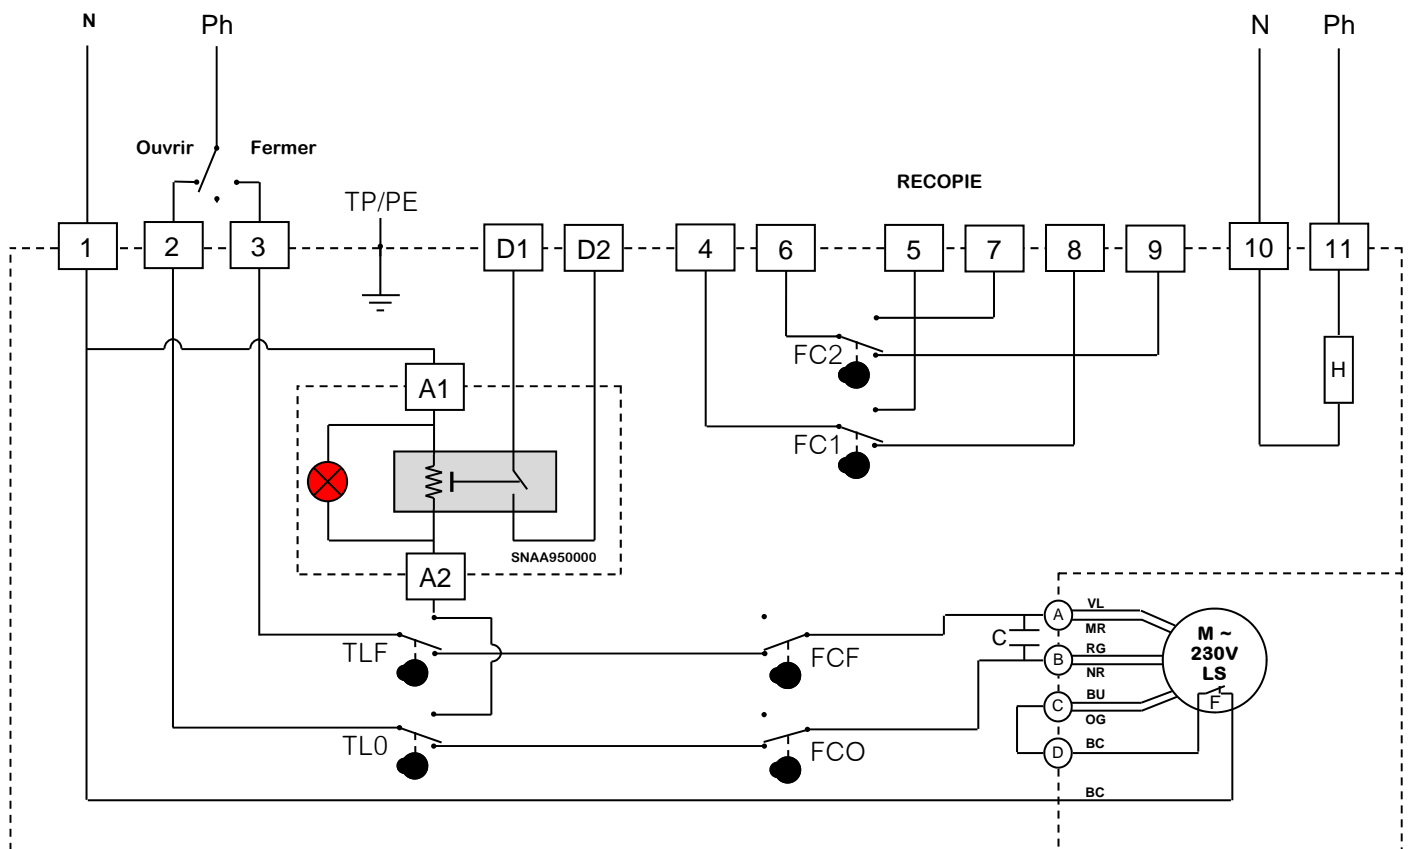 N
Ph
N
Ph
Ouvrir
Fermer
TP/PE
RECOPIE
1
2
3
D1
D2
4
6
5
7
8
9
10
11
FC2
H
A1
FC1
SNAA950000
A2
TLF
FCF
C
A
VL
MR
B
RG
NR
C
BU
OG
D
BC
M ~
230V
LS
F
TL0
FCO
BC